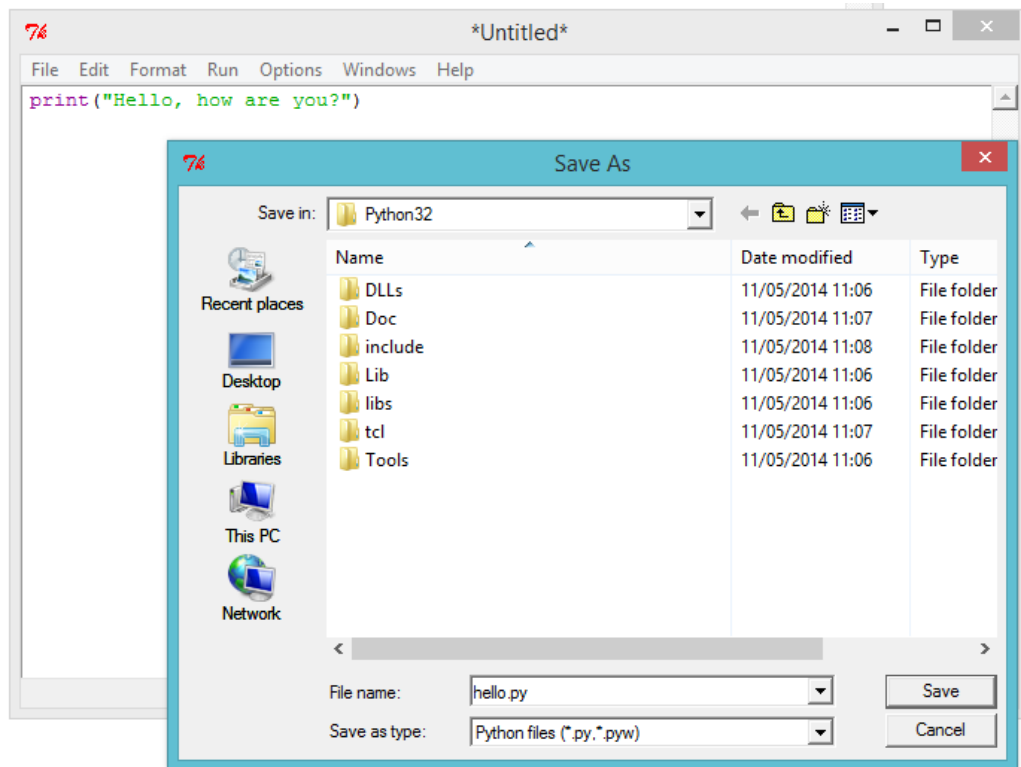 *Untitled*
File Edit Format Run Options Windows Help
print("Hello, how are you?")
Save As
Save in: Python32
Name Date modified Type
DLLs 11/05/2014 11:06 File folder
Doc 11/05/2014 11:07 File folder
include 11/05/2014 11:08 File folder
Lib 11/05/2014 11:06 File folder
libs 11/05/2014 11:06 File folder
tcl 11/05/2014 11:07 File folder
Tools 11/05/2014 11:06 File folder
Recent places
Desktop
Libraries
This PC
Network
File name: hello.py Save
Save as type: Python files (*.py,*.pyw) Cancel